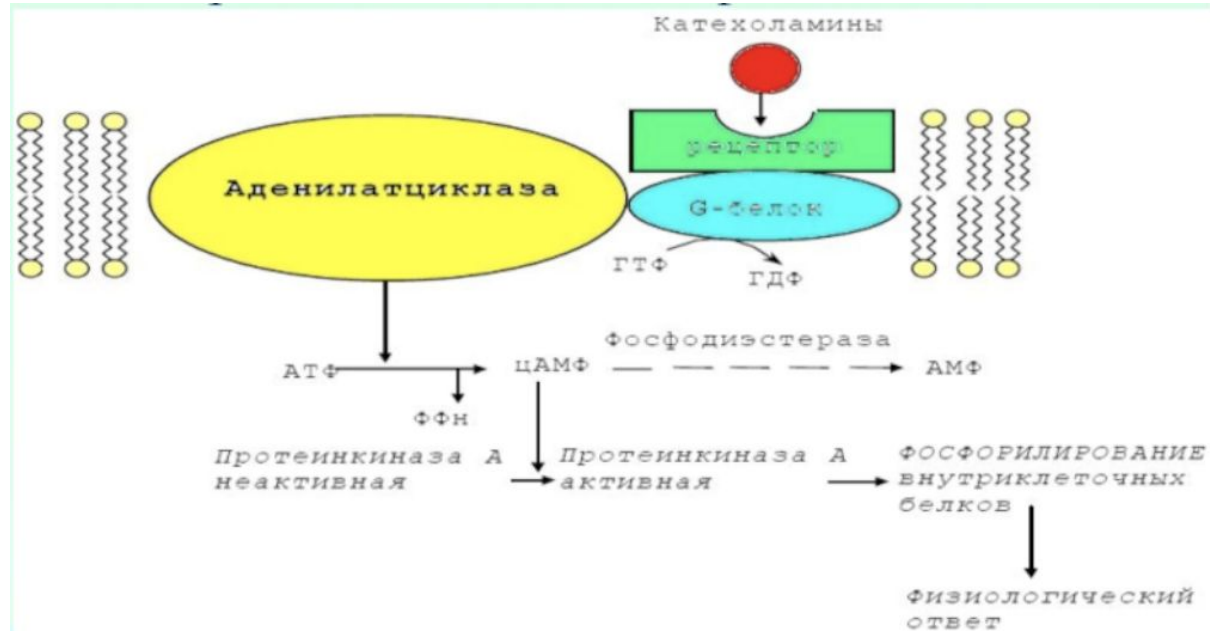 Катехоламины
рецептор
Аденилатциклаза
G-белок
ГТФ
ГДФ
Фосфодиэстераза
АТФ
цАМФ
АМФ
ФФн
Протеинкиназа А
неактивная
Протеинкиназа А
активная
ФОСФОРИЛИРОВАНИЕ
внутриклеточных
белков
Физиологический
ответ